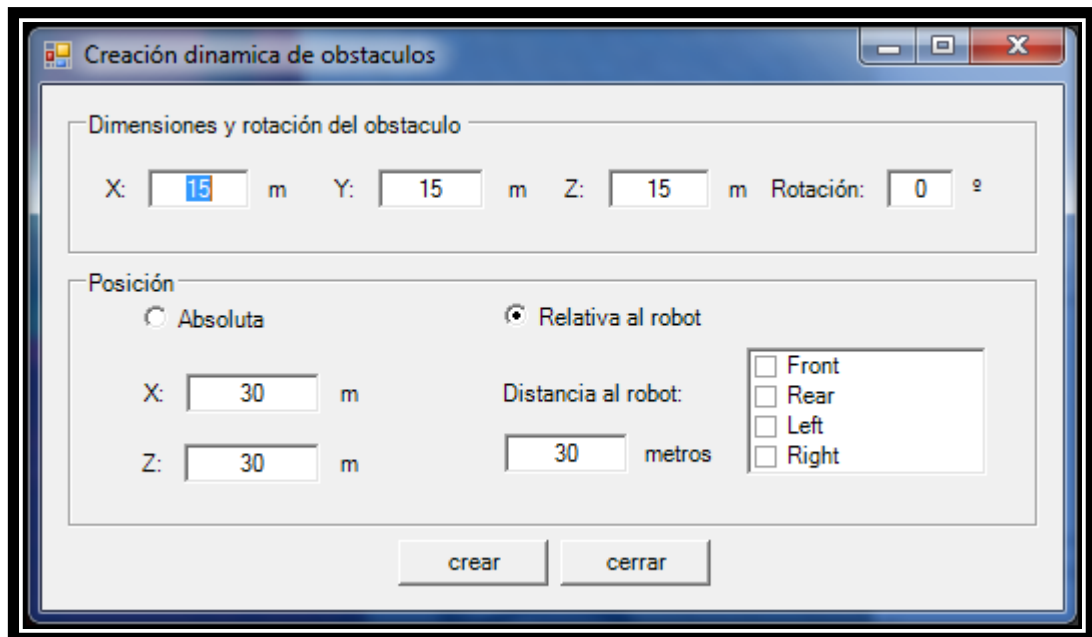 Creación dinamica de obstaculos
Dimensiones y rotación del obstaculo
X: 15 m Y: 15 m Z: 15 m Rotación: 0 º
Posición
Absoluta
Relativa al robot
X: 30 m
Z: 30 m
Distancia al robot:
30 metros
Front
Rear
Left
Right
crear cerrar